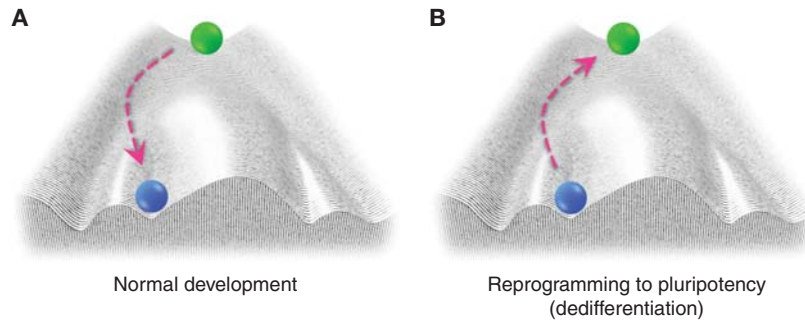 A
B
Normal development
Reprogramming to pluripotency
(dedifferentiation)